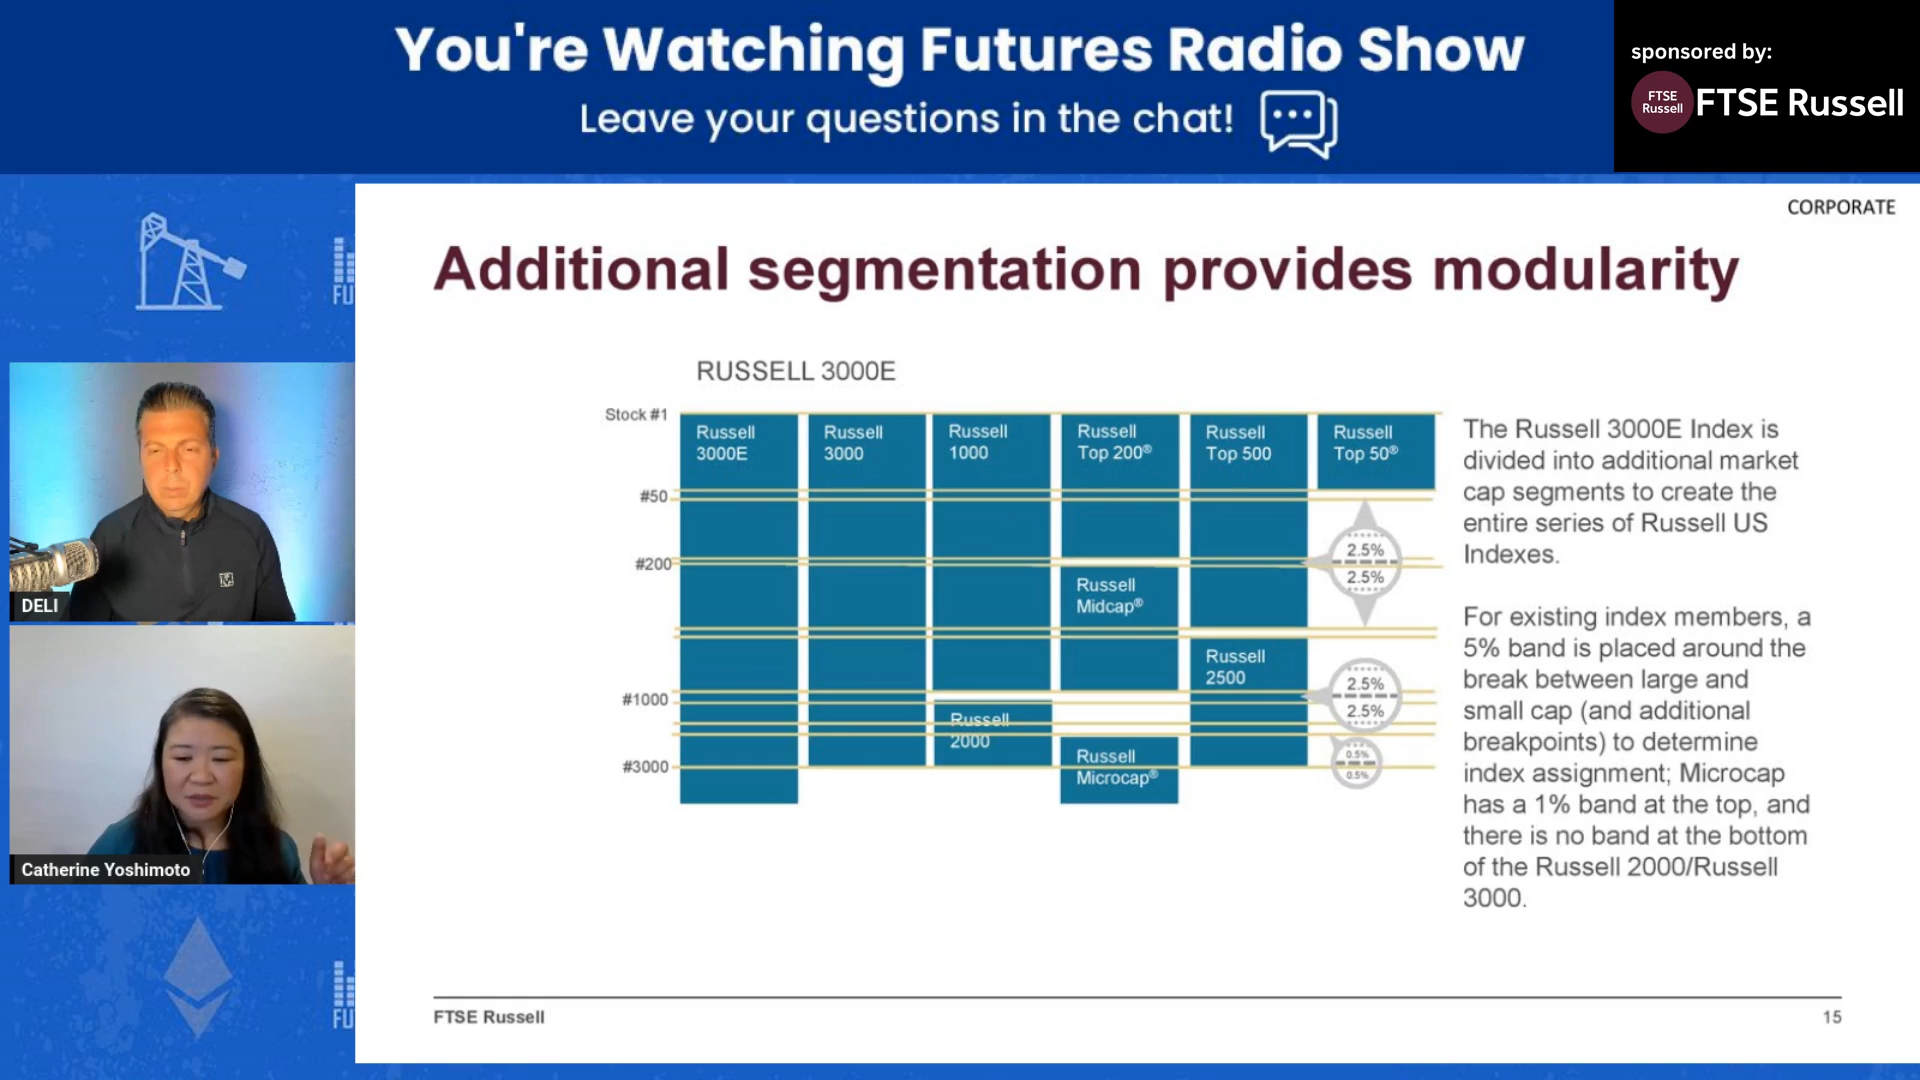 You're Watching Futures Radio Show
Leave your questions in the chat!
sponsored by:
FTSE
Russell
FTSE Russell
CORPORATE
Additional segmentation provides modularity
RUSSELL 3000E
Stock #1
#50
#200
#1000
#3000
Russell
3000E
Russell
3000
Russell
1000
Russell
Top 200®
Russell
Top 500
Russell
Top 50®
Russell
Midcap®
Russell
2500
Russell
2000
Russell
Microcap®
2.5%
2.5%
2.5%
2.5%
0.5%
0.5%
The Russell 3000E Index is
divided into additional market
cap segments to create the
entire series of Russell US
Indexes.
For existing index members, a
5% band is placed around the
break between large and
small cap (and additional
breakpoints) to determine
index assignment; Microcap
has a 1% band at the top, and
there is no band at the bottom
of the Russell 2000/Russell
3000.
FTSE Russell
15
DELI
Catherine Yoshimoto
FU
FU